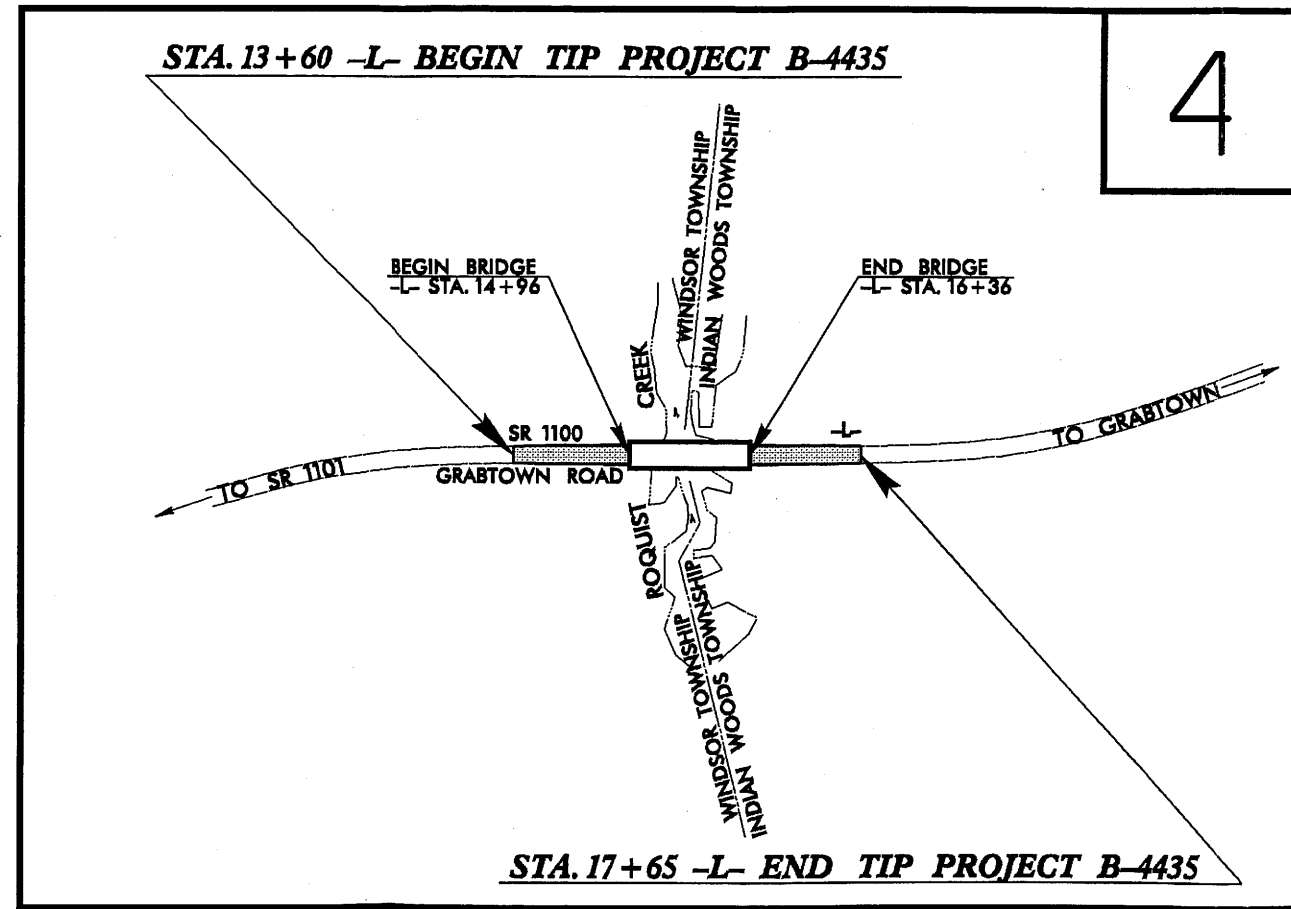 STA. 13+60 -L- BEGIN TIP PROJECT B-4435
4
WINDSOR TOWNSHIP
INDIAN WOODS TOWNSHIP
BEGIN BRIDGE
-L- STA. 14+96
END BRIDGE
-L- STA. 16+36
CREEK
SR 1100
-L-
TO GRABTOWN
GRABTOWN ROAD
TO SR 1101
ROQUIST
WINDSOR TOWNSHIP
INDIAN WOODS TOWNSHIP
STA. 17+65 -L- END TIP PROJECT B-4435